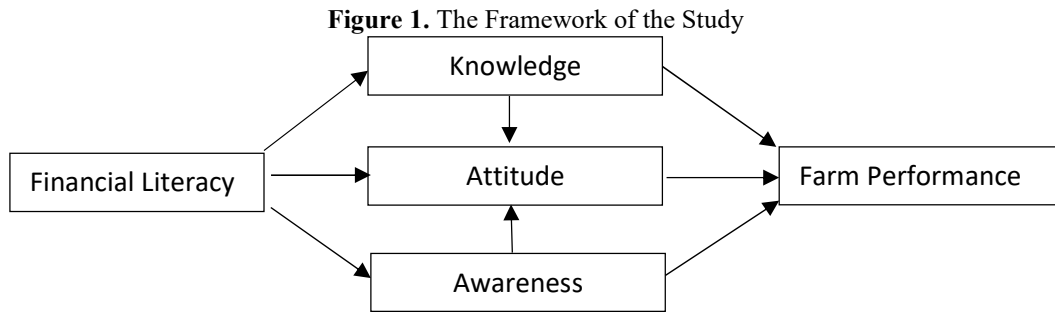 Figure 1. The Framework of the Study
Knowledge
Financial Literacy
Attitude
Farm Performance
Awareness